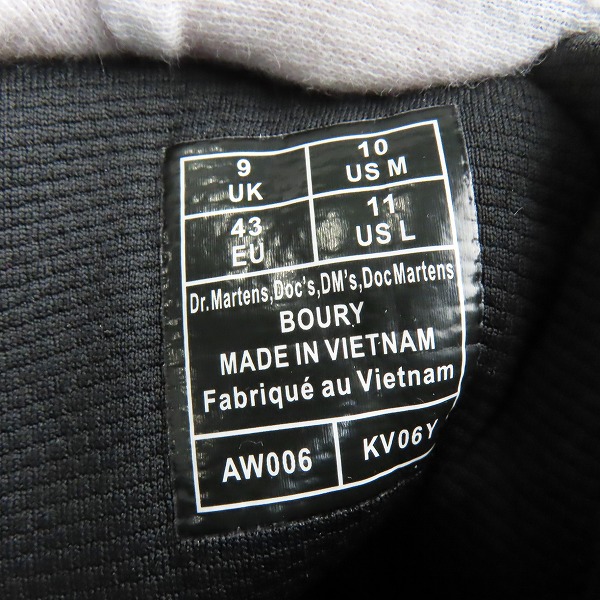 9 UK
10 US M
43 EU
11 US L
Dr.Martens,Doc's,DM's,DocMartens
BOURY
MADE IN VIETNAM
Fabriqué au Vietnam
AW006
KV06Y